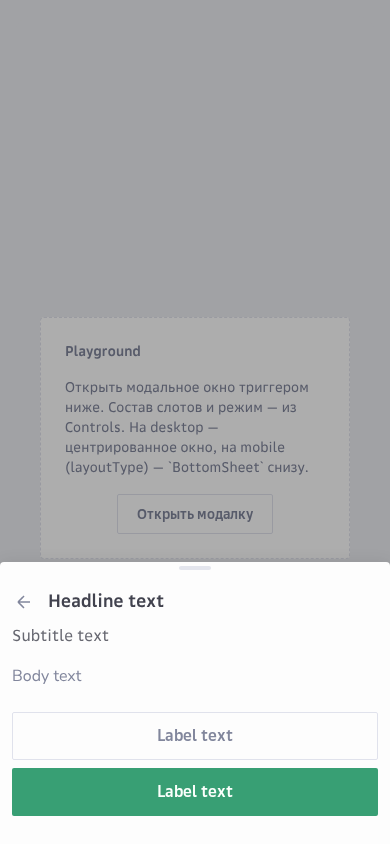 Playground
Открыть модальное окно триггером
ниже. Состав слотов и режим — из
Controls. На desktop —
центрированное окно, на mobile
(layoutType) — `BottomSheet` снизу.
Открыть модалку
Headline text
Subtitle text
Body text
Label text
Label text